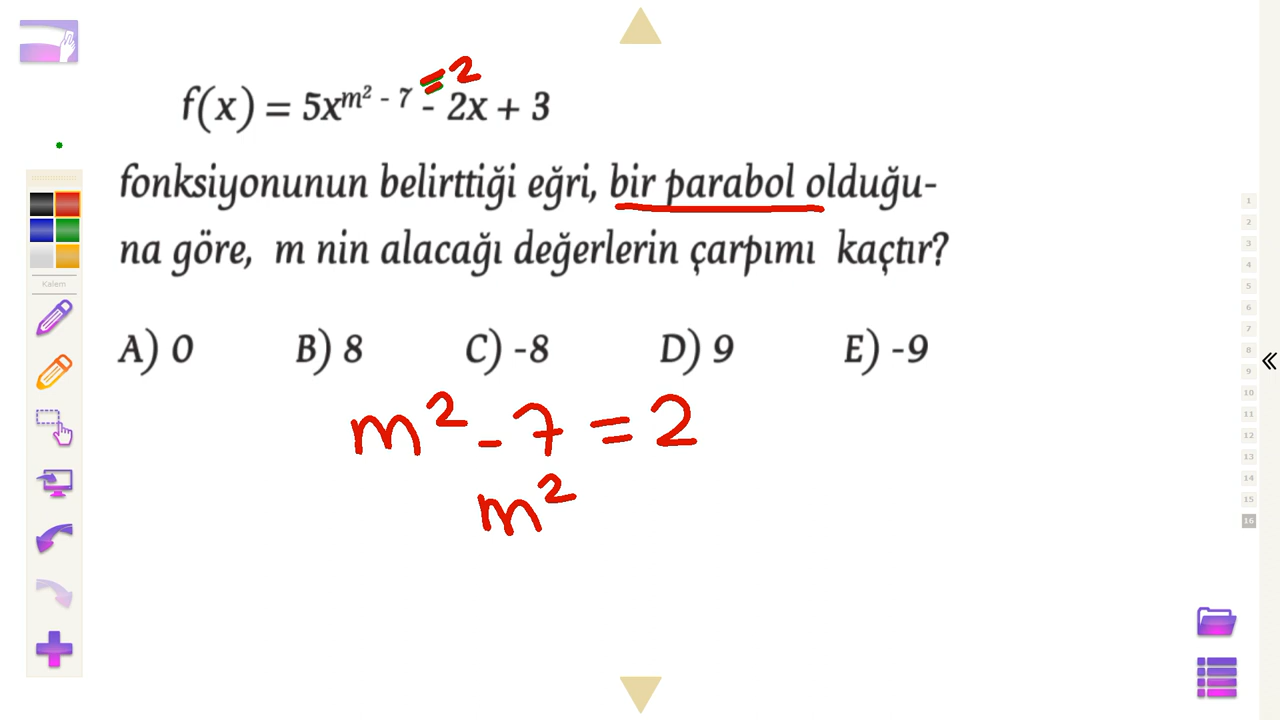 = 2
f(x) = 5x^{m² - 7} - 2x + 3
fonksiyonunun belirttiği eğri, bir parabol olduğu-
na göre, m nin alacağı değerlerin çarpımı kaçtır?
A) 0 B) 8 C) -8 D) 9 E) -9
m² - 7 = 2
m²
Kalem
1
2
3
4
5
6
7
8
9
10
11
12
13
14
15
16